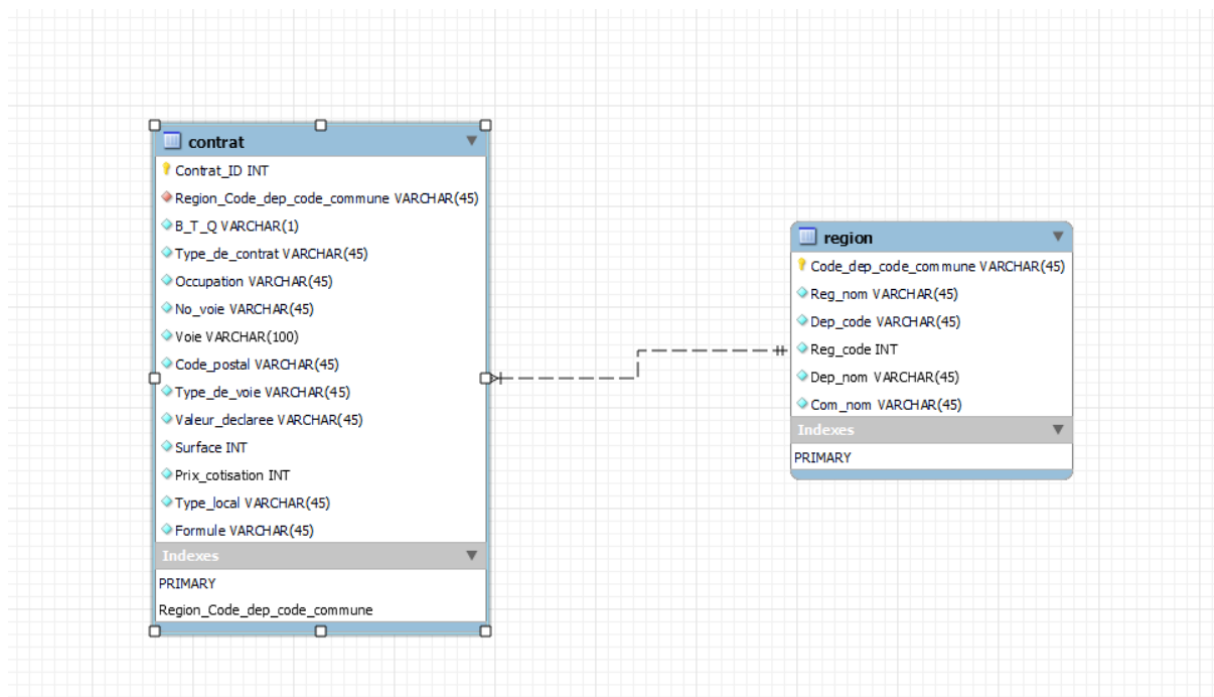 contrat
Contrat_ID INT
Region_Code_dep_code_commune VARCHAR(45)
B_T_Q VARCHAR(1)
Type_de_contrat VARCHAR(45)
Occupation VARCHAR(45)
No_voie VARCHAR(45)
Voie VARCHAR(100)
Code_postal VARCHAR(45)
Type_de_voie VARCHAR(45)
Valeur_declaree VARCHAR(45)
Surface INT
Prix_cotisation INT
Type_local VARCHAR(45)
Formule VARCHAR(45)
Indexes
PRIMARY
Region_Code_dep_code_commune
region
Code_dep_code_commune VARCHAR(45)
Reg_nom VARCHAR(45)
Dep_code VARCHAR(45)
Reg_code INT
Dep_nom VARCHAR(45)
Com_nom VARCHAR(45)
Indexes
PRIMARY